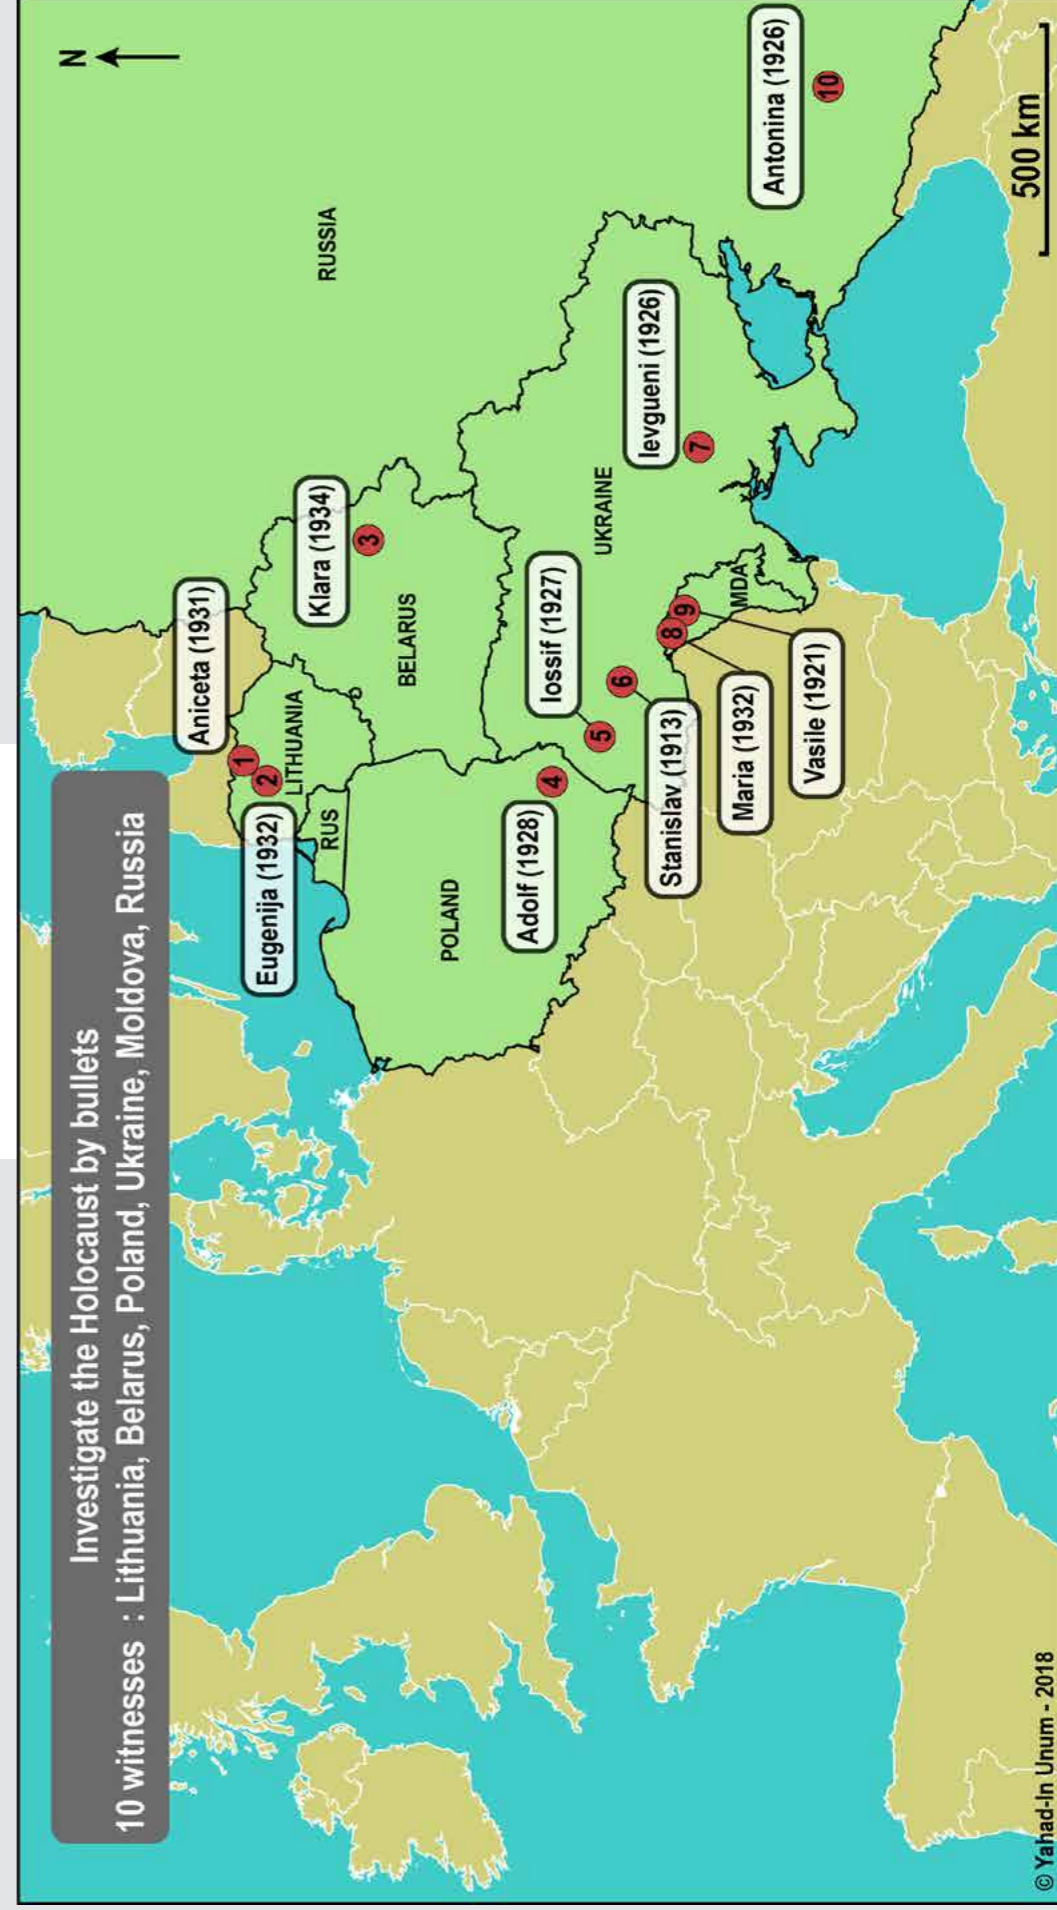 Investigate the Holocaust by bullets
10 witnesses : Lithuania, Belarus, Poland, Ukraine, Moldova, Russia
N
RUSSIA
Aniceta (1931)
1
2
LITHUANIA
Eugenija (1932)
RUS
Klara (1934)
3
BELARUS
POLAND
Adolf (1928)
4
Iossif (1927)
5
6
UKRAINE
Stanislav (1913)
Ievgueni (1926)
7
8
9
MDA
Maria (1932)
Vasile (1921)
Antonina (1926)
10
500 km
© Yahad-In Unum - 2018